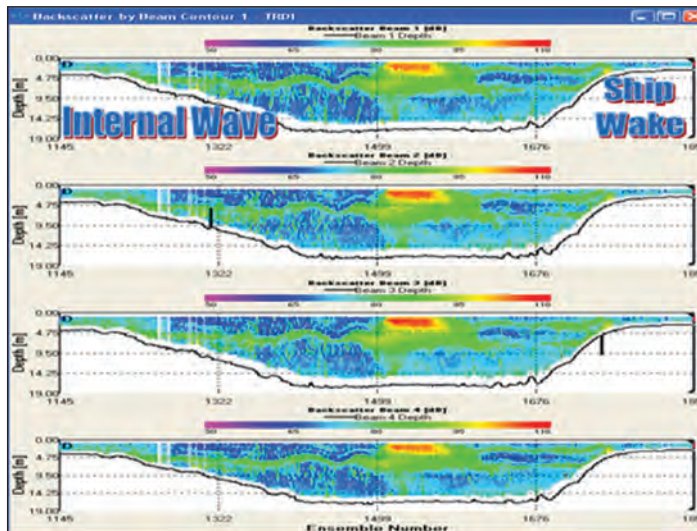 Backscatter by Beam Contour 1 - TRDI
Backscatter Beam 1 [dB]
Beam 1 Depth
50 65 80 95 110
Depth [m]
0.00
4.75
9.50
14.25
19.00
Internal Wave
Ship
Wake
1145 1322 1499 1676 185
Backscatter Beam 2 [dB]
Beam 2 Depth
50 65 80 95 110
Depth [m]
0.00
4.75
9.50
14.25
19.00
1145 1322 1499 1676 185
Backscatter Beam 3 [dB]
Beam 3 Depth
50 65 80 95 110
Depth [m]
0.00
4.75
9.50
14.25
19.00
1145 1322 1499 1676 185
Backscatter Beam 4 [dB]
Beam 4 Depth
50 65 80 95 110
Depth [m]
0.00
4.75
9.50
14.25
19.00
1145 1322 1499 1676 185
Ensemble Number